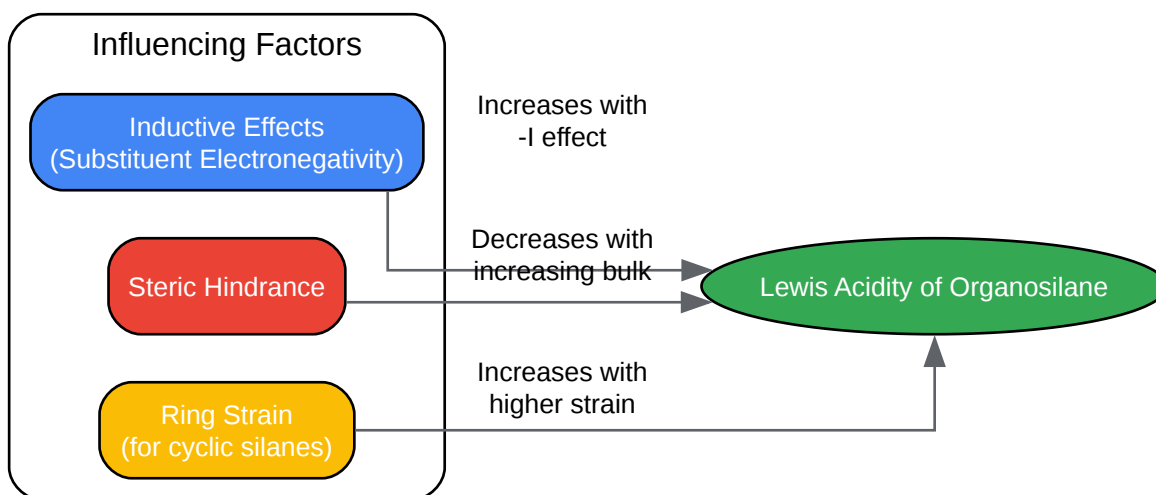 Influencing Factors
Inductive Effects
(Substituent Electronegativity)
Increases with
-I effect
Steric Hindrance
Decreases with
increasing bulk
Lewis Acidity of Organosilane
Ring Strain
(for cyclic silanes)
Increases with
higher strain